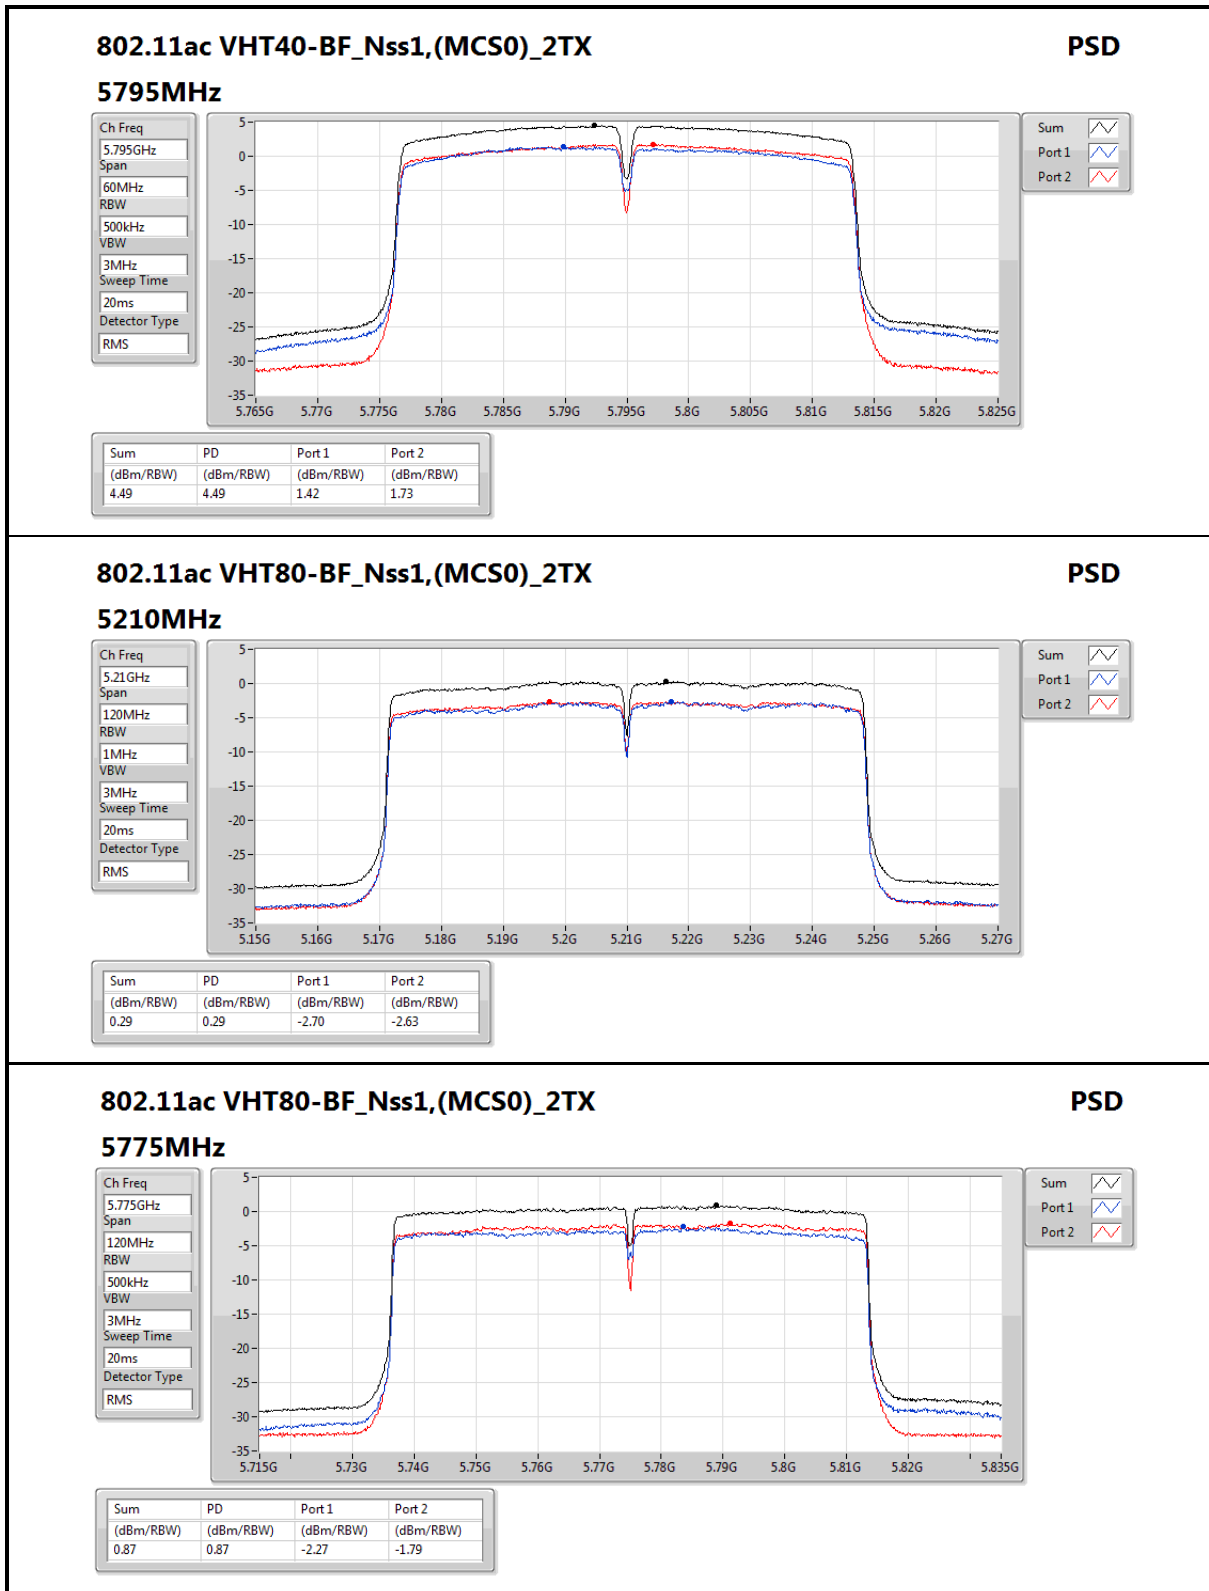 802.11ac VHT40-BF_Nss1,(MCS0)_2TX PSD
5795MHz
Ch Freq
5.795GHz
Span
60MHz
RBW
500kHz
VBW
3MHz
Sweep Time
20ms
Detector Type
RMS
5
0
-5
-10
-15
-20
-25
-30
-35
5.765G 5.77G 5.775G 5.78G 5.785G 5.79G 5.795G 5.8G 5.805G 5.81G 5.815G 5.82G 5.825G
Sum
Port 1
Port 2
Sum PD Port 1 Port 2
(dBm/RBW) (dBm/RBW) (dBm/RBW) (dBm/RBW)
4.49 4.49 1.42 1.73
802.11ac VHT80-BF_Nss1,(MCS0)_2TX PSD
5210MHz
Ch Freq
5.21GHz
Span
120MHz
RBW
1MHz
VBW
3MHz
Sweep Time
20ms
Detector Type
RMS
5
0
-5
-10
-15
-20
-25
-30
-35
5.15G 5.16G 5.17G 5.18G 5.19G 5.2G 5.21G 5.22G 5.23G 5.24G 5.25G 5.26G 5.27G
Sum
Port 1
Port 2
Sum PD Port 1 Port 2
(dBm/RBW) (dBm/RBW) (dBm/RBW) (dBm/RBW)
0.29 0.29 -2.70 -2.63
802.11ac VHT80-BF_Nss1,(MCS0)_2TX PSD
5775MHz
Ch Freq
5.775GHz
Span
120MHz
RBW
500kHz
VBW
3MHz
Sweep Time
20ms
Detector Type
RMS
5
0
-5
-10
-15
-20
-25
-30
-35
5.715G 5.73G 5.74G 5.75G 5.76G 5.77G 5.78G 5.79G 5.8G 5.81G 5.82G 5.835G
Sum
Port 1
Port 2
Sum PD Port 1 Port 2
(dBm/RBW) (dBm/RBW) (dBm/RBW) (dBm/RBW)
0.87 0.87 -2.27 -1.79